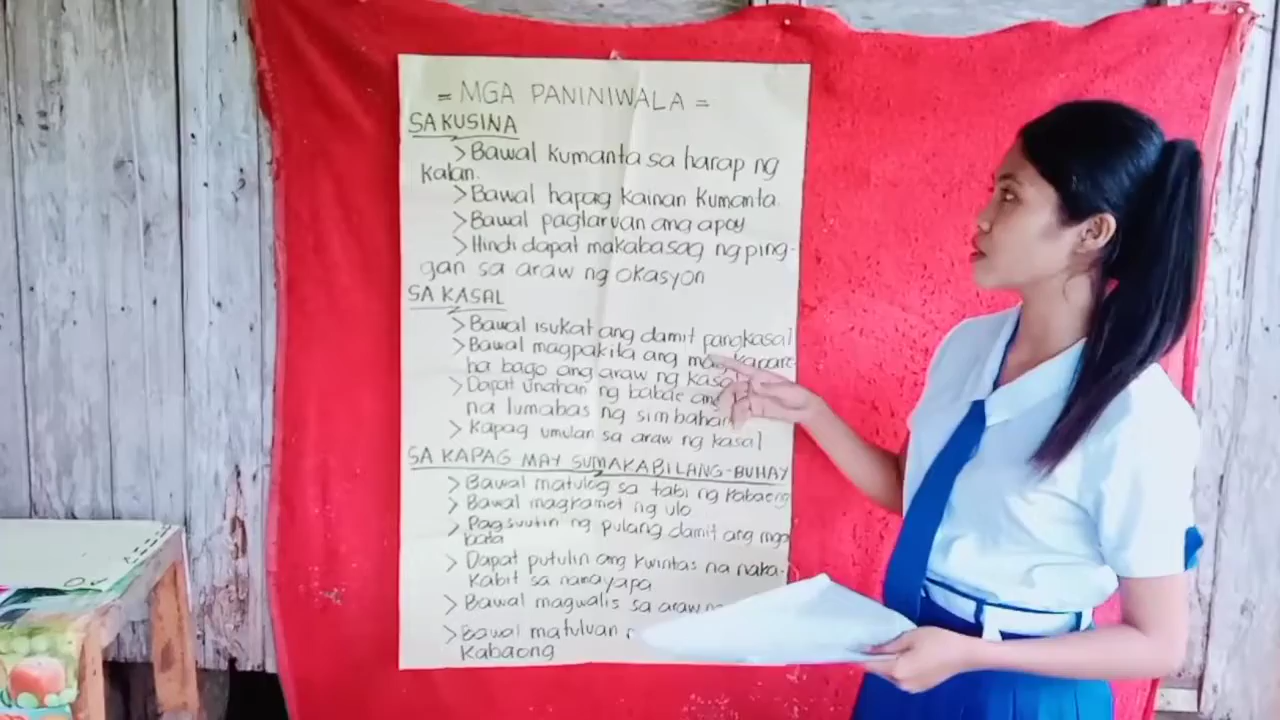 = MGA PANINIWALA =
SA KUSINA
> Bawal kumanta sa harap ng
kalan.
> Bawal hapag kainan kumanta
> Bawal paglaruan ang apoy
> Hindi dapat makabasag ng ping-
gan sa araw ng okasyon
SA KASAL
> Bawal isukat ang damit pangkasal
> Bawal magpakita ang
ha bago ang araw ng
> Dapat unahan ng babae
na lumabas ng simbahan
> Kapag umulan sa araw ng kasal
SA KAPAG MAY SUMAKABILANG-BUHAY
> Bawal matulog sa tabi ng kabaong
> Bawal magkamot ng ulo
> Pagsuutin ng pulang damit ang mga
bata
> Dapat putulin ang kwintas na naka-
kabit sa namayapa
> Bawal magwalis sa araw
> Bawal matuluan
kabaong